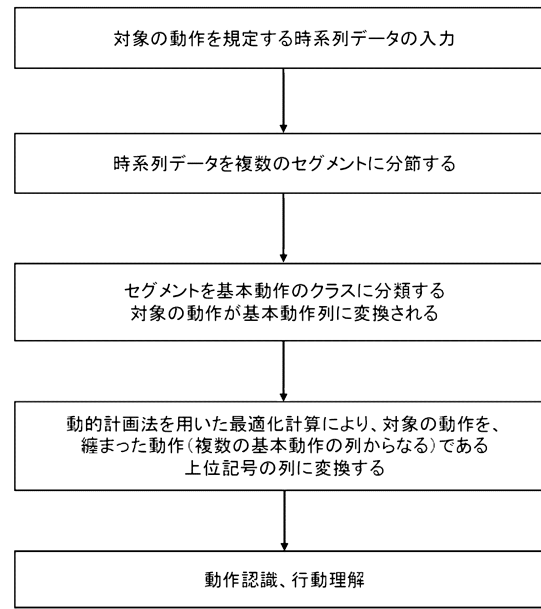 対象の動作を規定する時系列データの入力
時系列データを複数のセグメントに分節する
セグメントを基本動作のクラスに分類する
対象の動作が基本動作列に変換される
動的計画法を用いた最適化計算により、対象の動作を、
纏まった動作(複数の基本動作の列からなる)である
上位記号の列に変換する
動作認識、行動理解